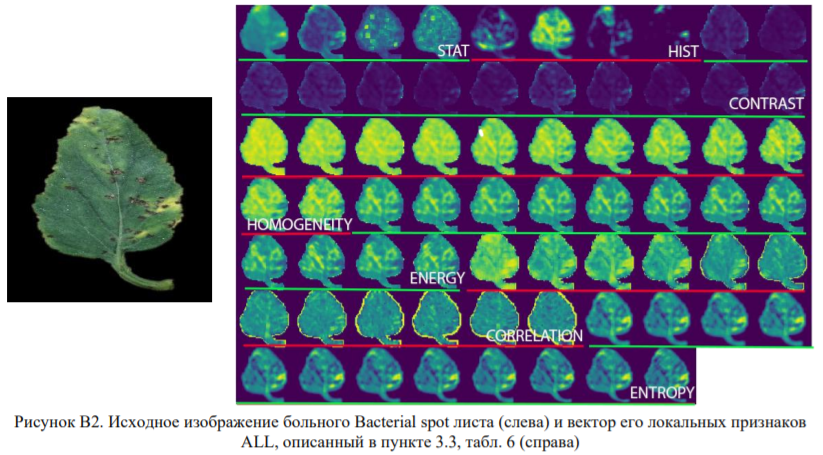 STAT
HIST
CONTRAST
HOMOGENEITY
ENERGY
CORRELATION
ENTROPY
Рисунок В2. Исходное изображение больного Bacterial spot листа (слева) и вектор его локальных признаков
ALL, описанный в пункте 3.3, табл. 6 (справа)